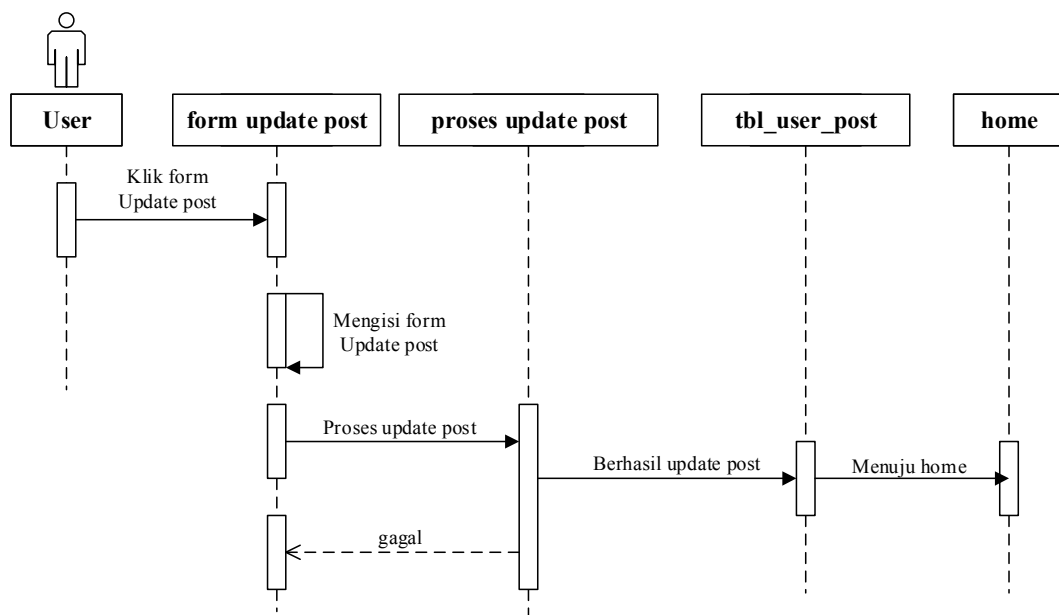 User
form update post
proses update post
tbl_user_post
home
Klik form
Update post
Mengisi form
Update post
Proses update post
Berhasil update post
Menuju home
gagal